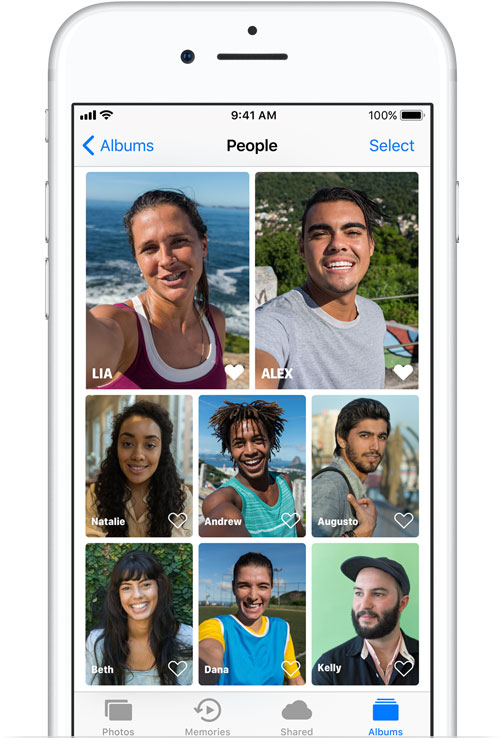 9:41 AM 100%
Albums People Select
LIA ALEX
Natalie Andrew Augusto
Beth Dana Kelly
Photos Memories Shared Albums